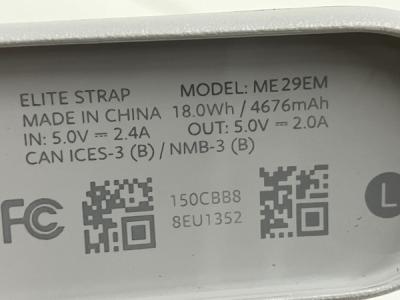 ELITE STRAP MODEL: ME29EM
MADE IN CHINA 18.0Wh / 4676mAh
IN: 5.0V ⎓ 2.4A OUT: 5.0V ⎓ 2.0A
CAN ICES-3 (B) / NMB-3 (B)
FC
150CBB8
8EU1352
L